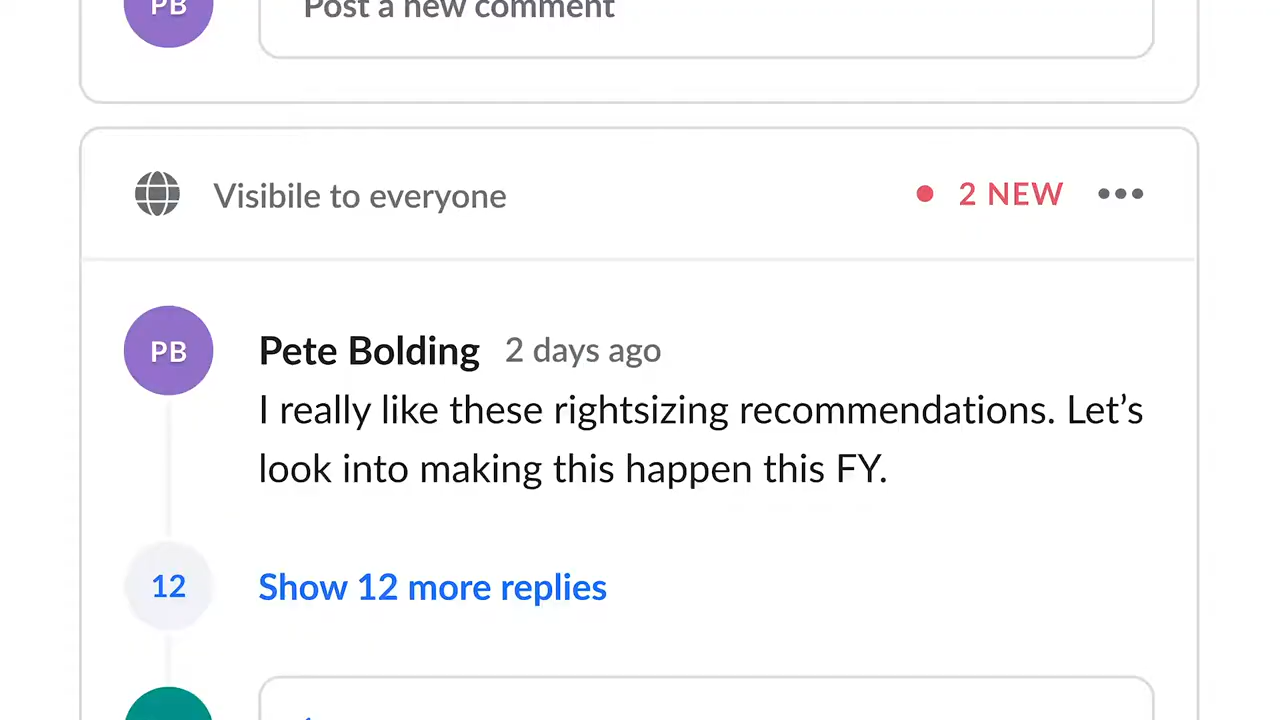 PB
Post a new comment
Visibile to everyone
2 NEW
PB
Pete Bolding 2 days ago
I really like these rightsizing recommendations. Let’s
look into making this happen this FY.
12
Show 12 more replies